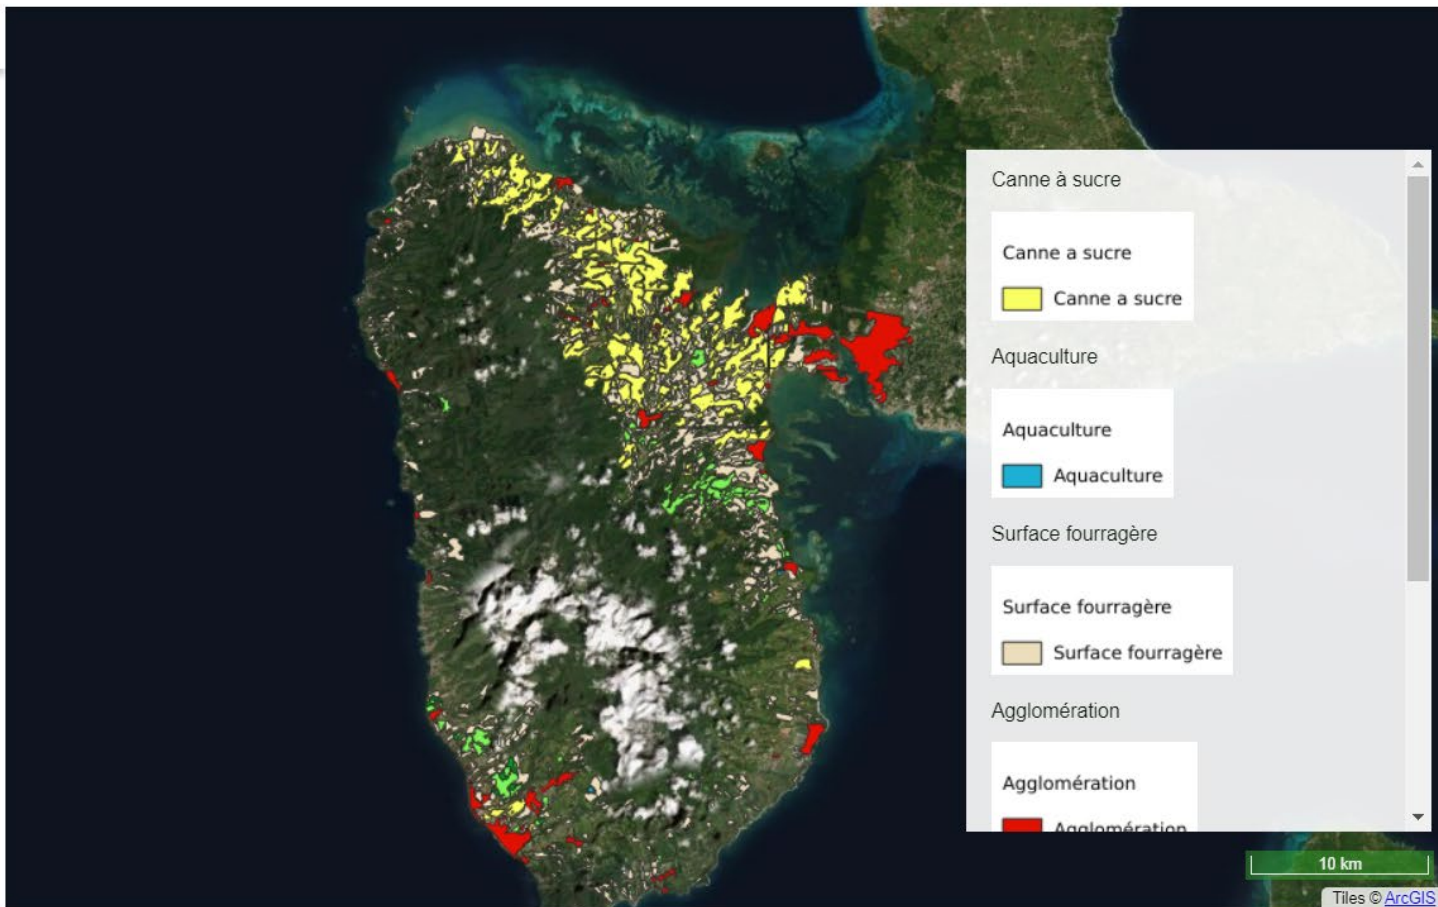 Canne à sucre
Canne a sucre
Canne a sucre
Aquaculture
Aquaculture
Aquaculture
Surface fourragère
Surface fourragère
Surface fourragère
Agglomération
Agglomération
Agglomération
10 km
Tiles © ArcGIS